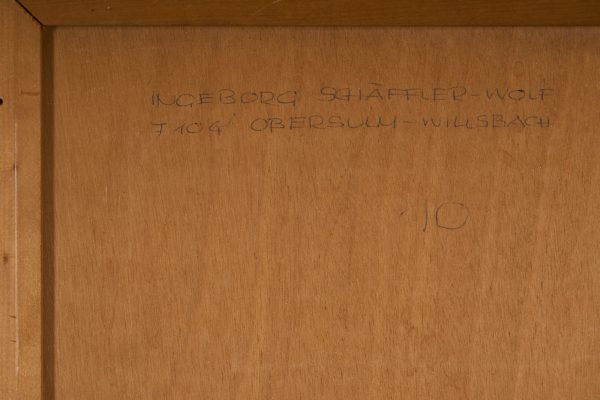 INGEBORG SCHÄFFLER-WOLF
7104 OBERSULM-WILLSBACH
10